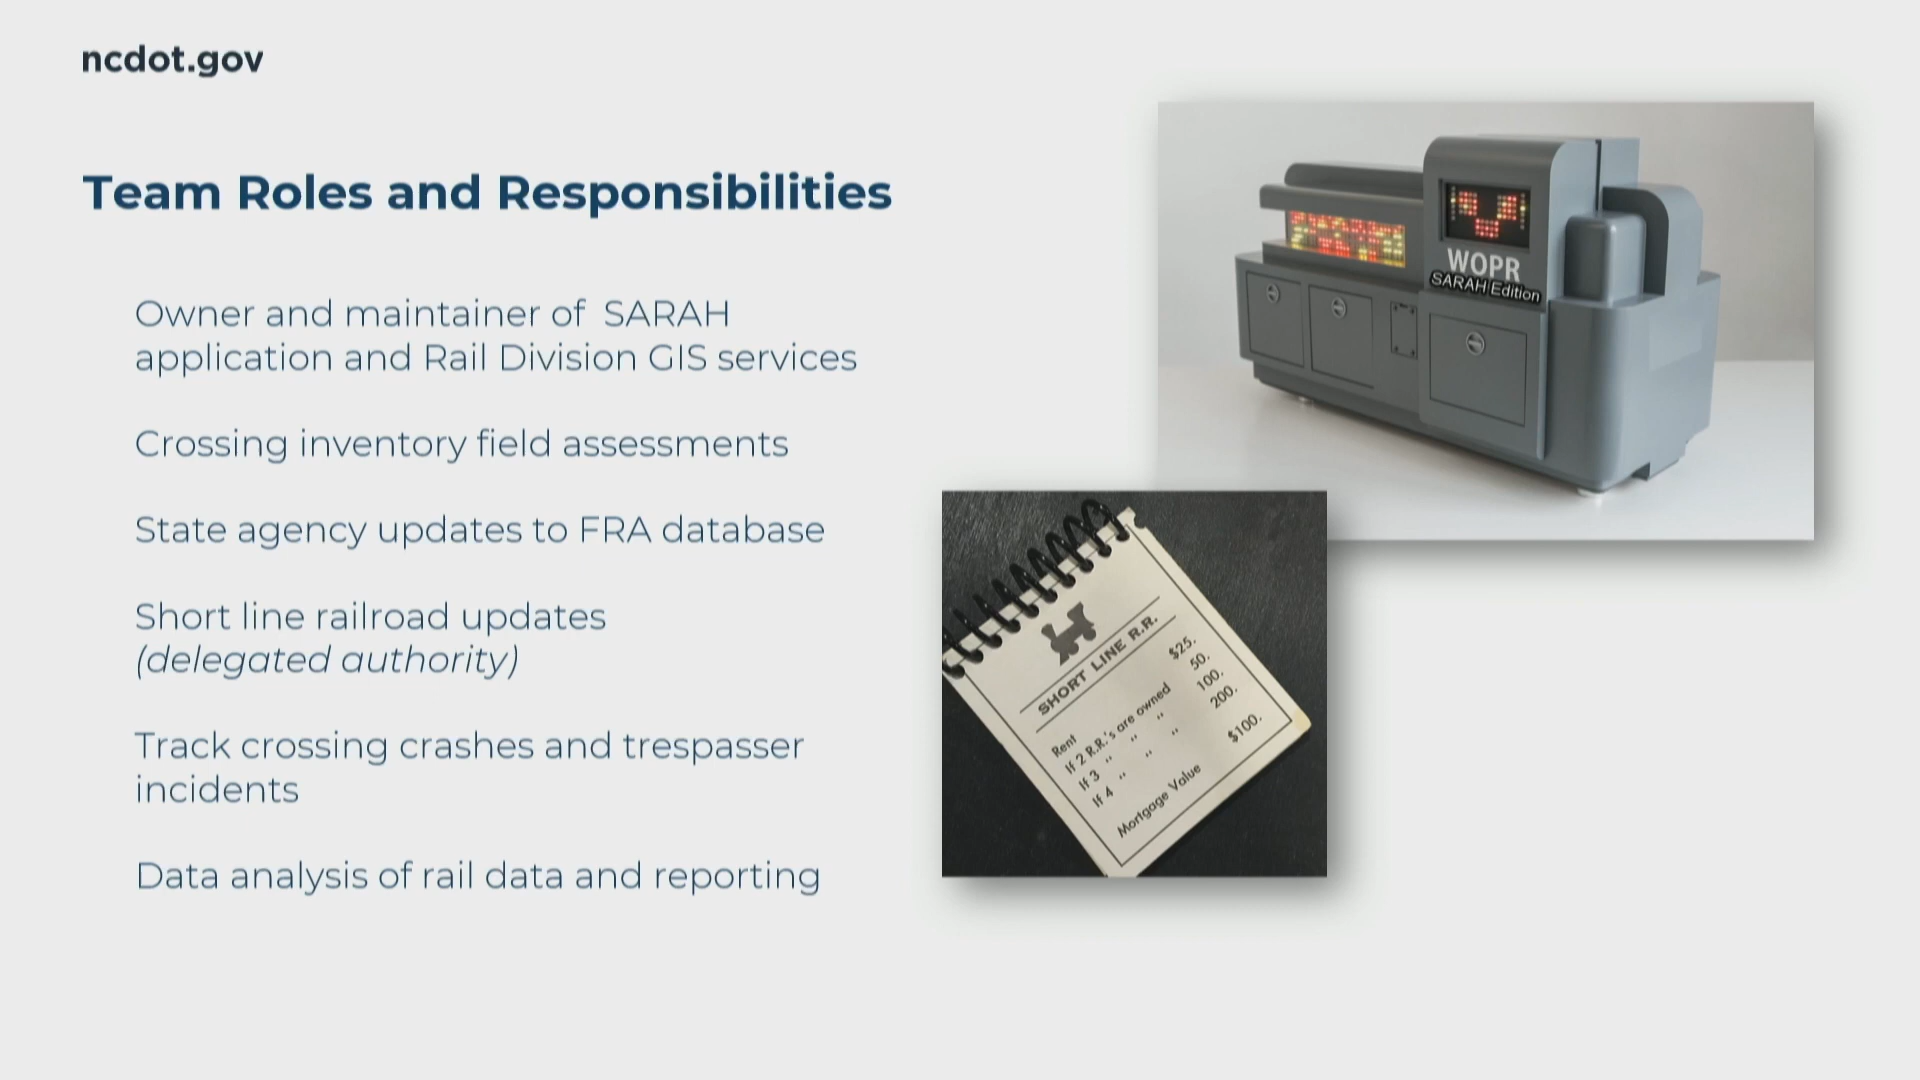 ncdot.gov
Team Roles and Responsibilities
Owner and maintainer of SARAH
application and Rail Division GIS services
Crossing inventory field assessments
State agency updates to FRA database
Short line railroad updates
(delegated authority)
Track crossing crashes and trespasser
incidents
Data analysis of rail data and reporting
WOPR
SARAH Edition
SHORT LINE R.R.
Rent $25.
If 2 R.R.'s are owned 50.
If 3 " " " 100.
If 4 " " " 200.
Mortgage Value $100.